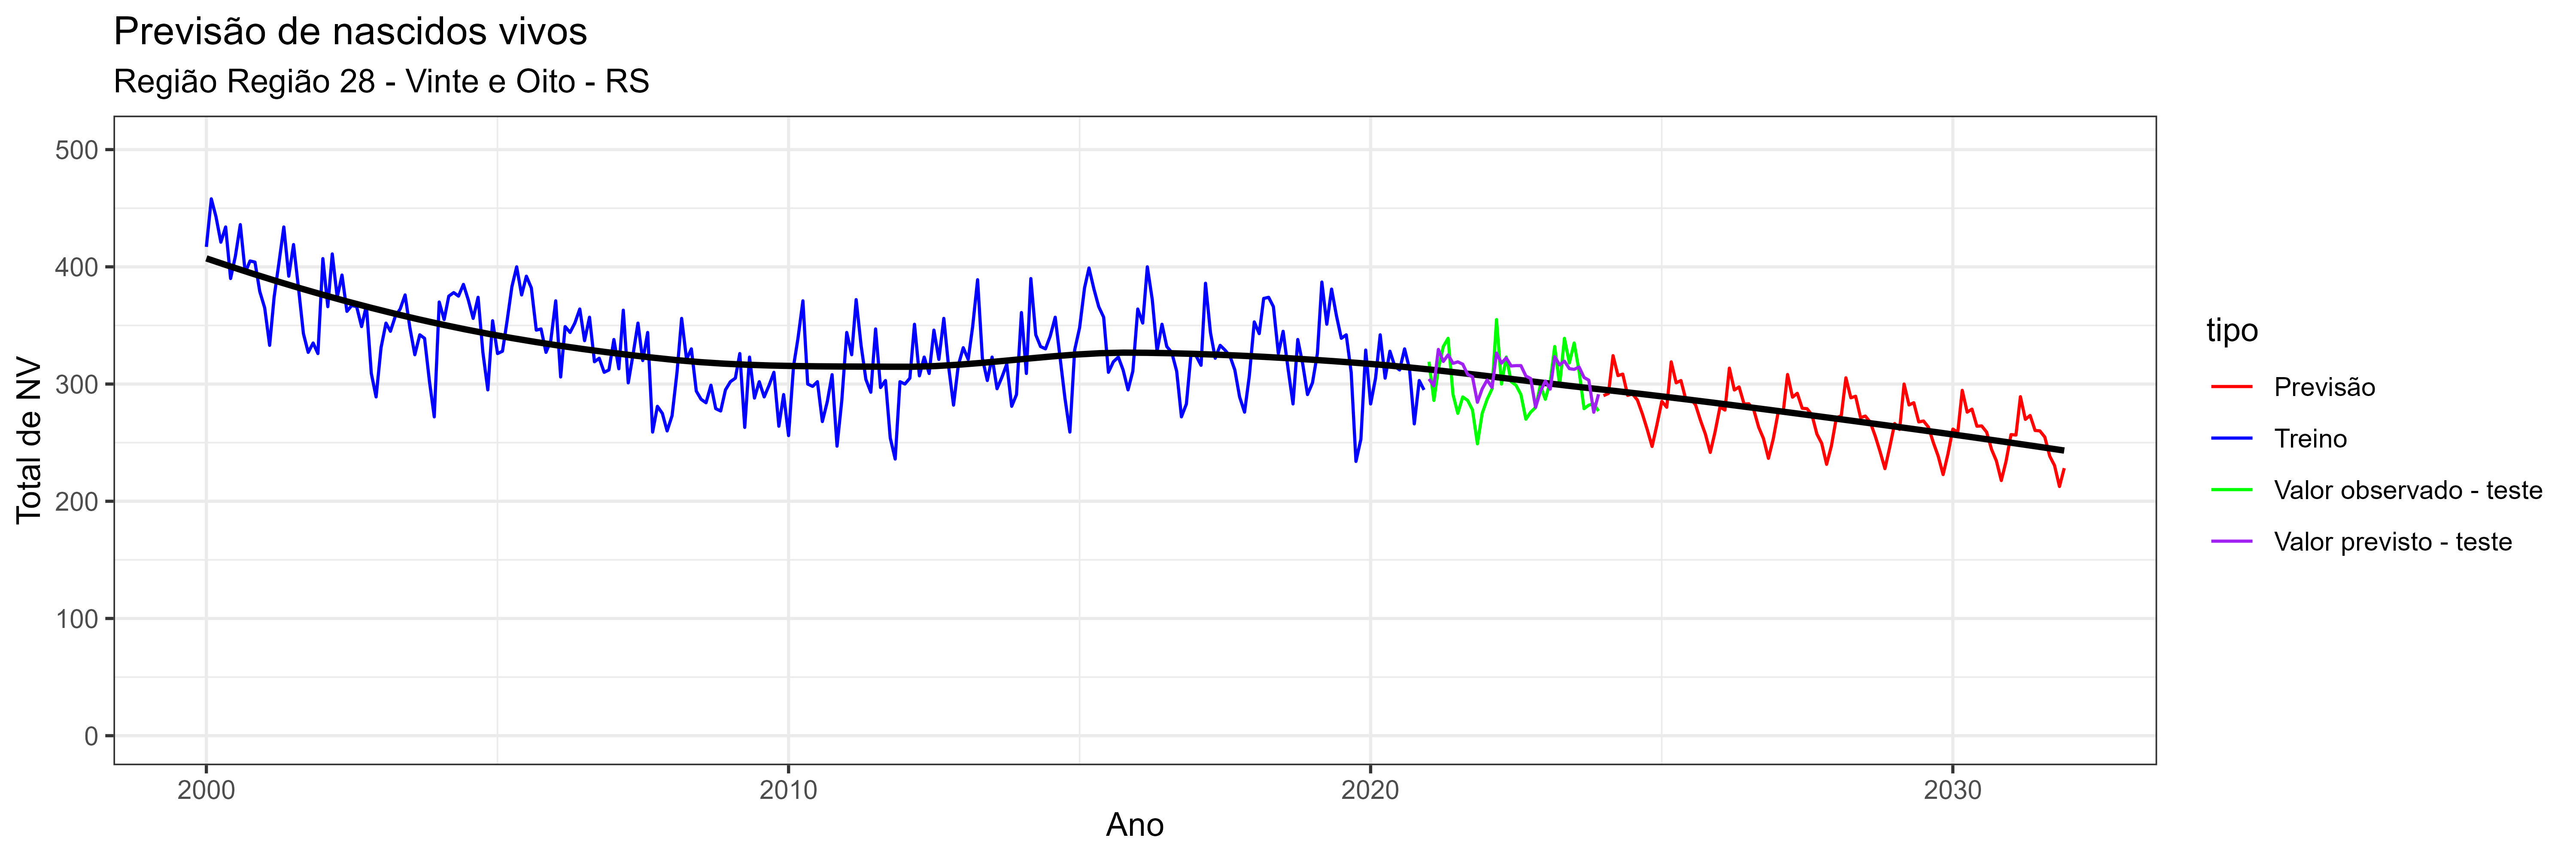 Previsão de nascidos vivos
Região Região 28 - Vinte e Oito - RS
Total de NV
500
400
300
200
100
0
2000
2010
2020
2030
Ano
tipo
Previsão
Treino
Valor observado - teste
Valor previsto - teste